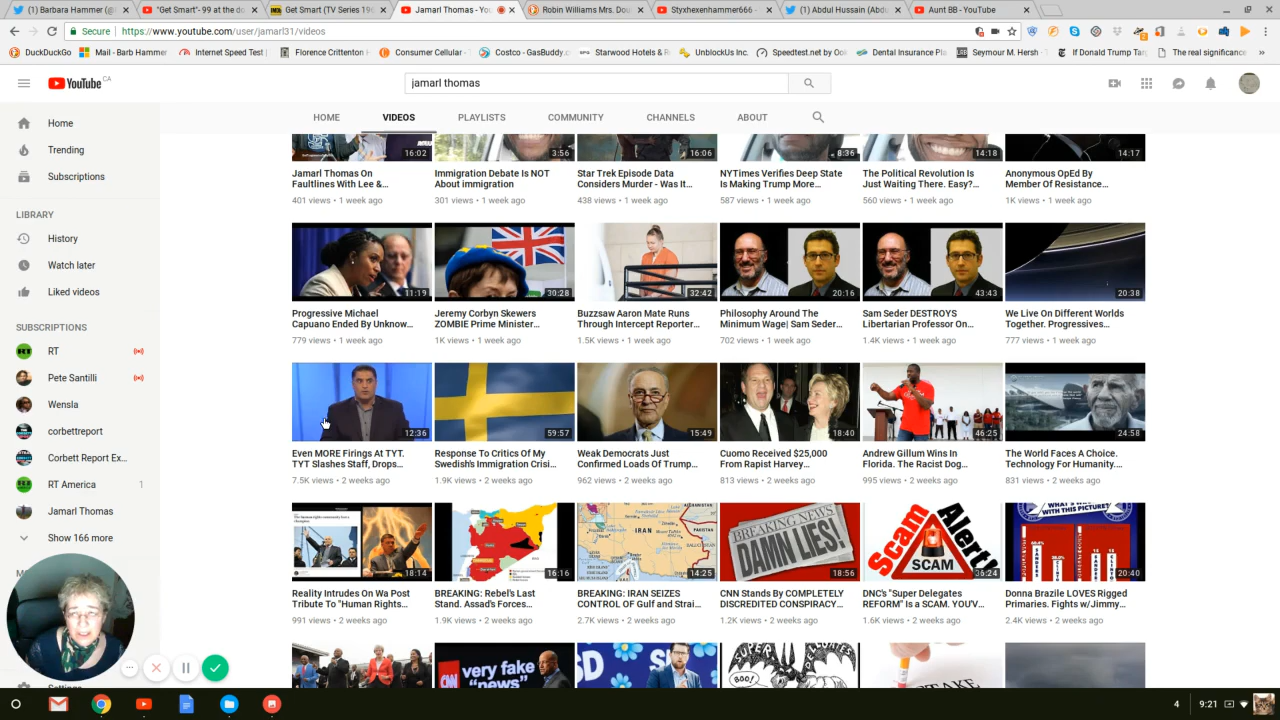 (1) Barbara Hammer (@
"Get Smart"- 99 at the do
Get Smart (TV Series 196
Jamarl Thomas - You
Robin Williams Mrs. Dou
Styxhexenhammer666 -
(1) Abdul Hussain (Abdu
Aunt BB - YouTube
Secure https://www.youtube.com/user/jamarl31/videos
DuckDuckGo
Mail - Barb Hammer
Internet Speed Test |
Florence Crittenton
Consumer Cellular -
Costco - GasBuddy.c
Starwood Hotels & R
UnblockUs Inc.
Speedtest.net by Ook
Dental Insurance Pla
Seymour M. Hersh -
If Donald Trump Targ
The real significance
YouTube CA
jamarl thomas
HOME VIDEOS PLAYLISTS COMMUNITY CHANNELS ABOUT
Home
Trending
Subscriptions
LIBRARY
History
Watch later
Liked videos
SUBSCRIPTIONS
RT
Pete Santilli
Wensla
corbettreport
Corbett Report Ex...
RT America 1
Jamarl Thomas
Show 166 more
Settings
16:02
Jamarl Thomas On
Faultlines With Lee &...
401 views • 1 week ago
3:56
Immigration Debate Is NOT
About immigration
301 views • 1 week ago
16:06
Star Trek Episode Data
Considers Murder - Was It...
438 views • 1 week ago
8:36
NYTimes Verifies Deep State
Is Making Trump More...
587 views • 1 week ago
14:18
The Political Revolution Is
Just Waiting There. Easy?...
560 views • 1 week ago
14:17
Anonymous OpEd By
Member Of Resistance...
1K views • 1 week ago
11:19
Progressive Michael
Capuano Ended By Unknow...
779 views • 1 week ago
30:28
Jeremy Corbyn Skewers
ZOMBIE Prime Minister...
1K views • 1 week ago
32:42
Buzzsaw Aaron Mate Runs
Through Intercept Reporter...
1.5K views • 1 week ago
20:16
Philosophy Around The
Minimum Wage| Sam Seder...
702 views • 1 week ago
43:43
Sam Seder DESTROYS
Libertarian Professor On...
1.4K views • 1 week ago
20:38
We Live On Different Worlds
Together. Progressives...
777 views • 1 week ago
12:36
Even MORE Firings At TYT.
TYT Slashes Staff, Drops...
7.5K views • 2 weeks ago
59:57
Response To Critics Of My
Swedish's Immigration Crisi...
1.9K views • 2 weeks ago
15:49
Weak Democrats Just
Confirmed Loads Of Trump...
962 views • 2 weeks ago
18:40
Cuomo Received $25,000
From Rapist Harvey...
813 views • 2 weeks ago
46:25
Andrew Gillum Wins In
Florida. The Racist Dog...
995 views • 2 weeks ago
24:58
The World Faces A Choice.
Technology For Humanity...
831 views • 2 weeks ago
18:14
Reality Intrudes On Wa Post
Tribute To "Human Rights...
991 views • 2 weeks ago
16:16
BREAKING: Rebel's Last
Stand. Assad's Forces...
1.9K views • 2 weeks ago
IRAN
14:25
BREAKING: IRAN SEIZES
CONTROL OF Gulf and Strai...
2.7K views • 2 weeks ago
BREAKING NEWS
DAMN LIES!
18:56
CNN Stands By COMPLETELY
DISCREDITED CONSPIRACY...
1.2K views • 2 weeks ago
Scam Alert!
SCAM
36:24
DNC's "Super Delegates
REFORM" Is a SCAM. YOU'V...
1.6K views • 2 weeks ago
WITH THIS PICTURE?
20:40
Donna Brazile LOVES Rigged
Primaries. Fights w/Jimmy...
2.4K views • 2 weeks ago
CNN
very fake
"news"
SD
SUPER
BOO!
4 9:21